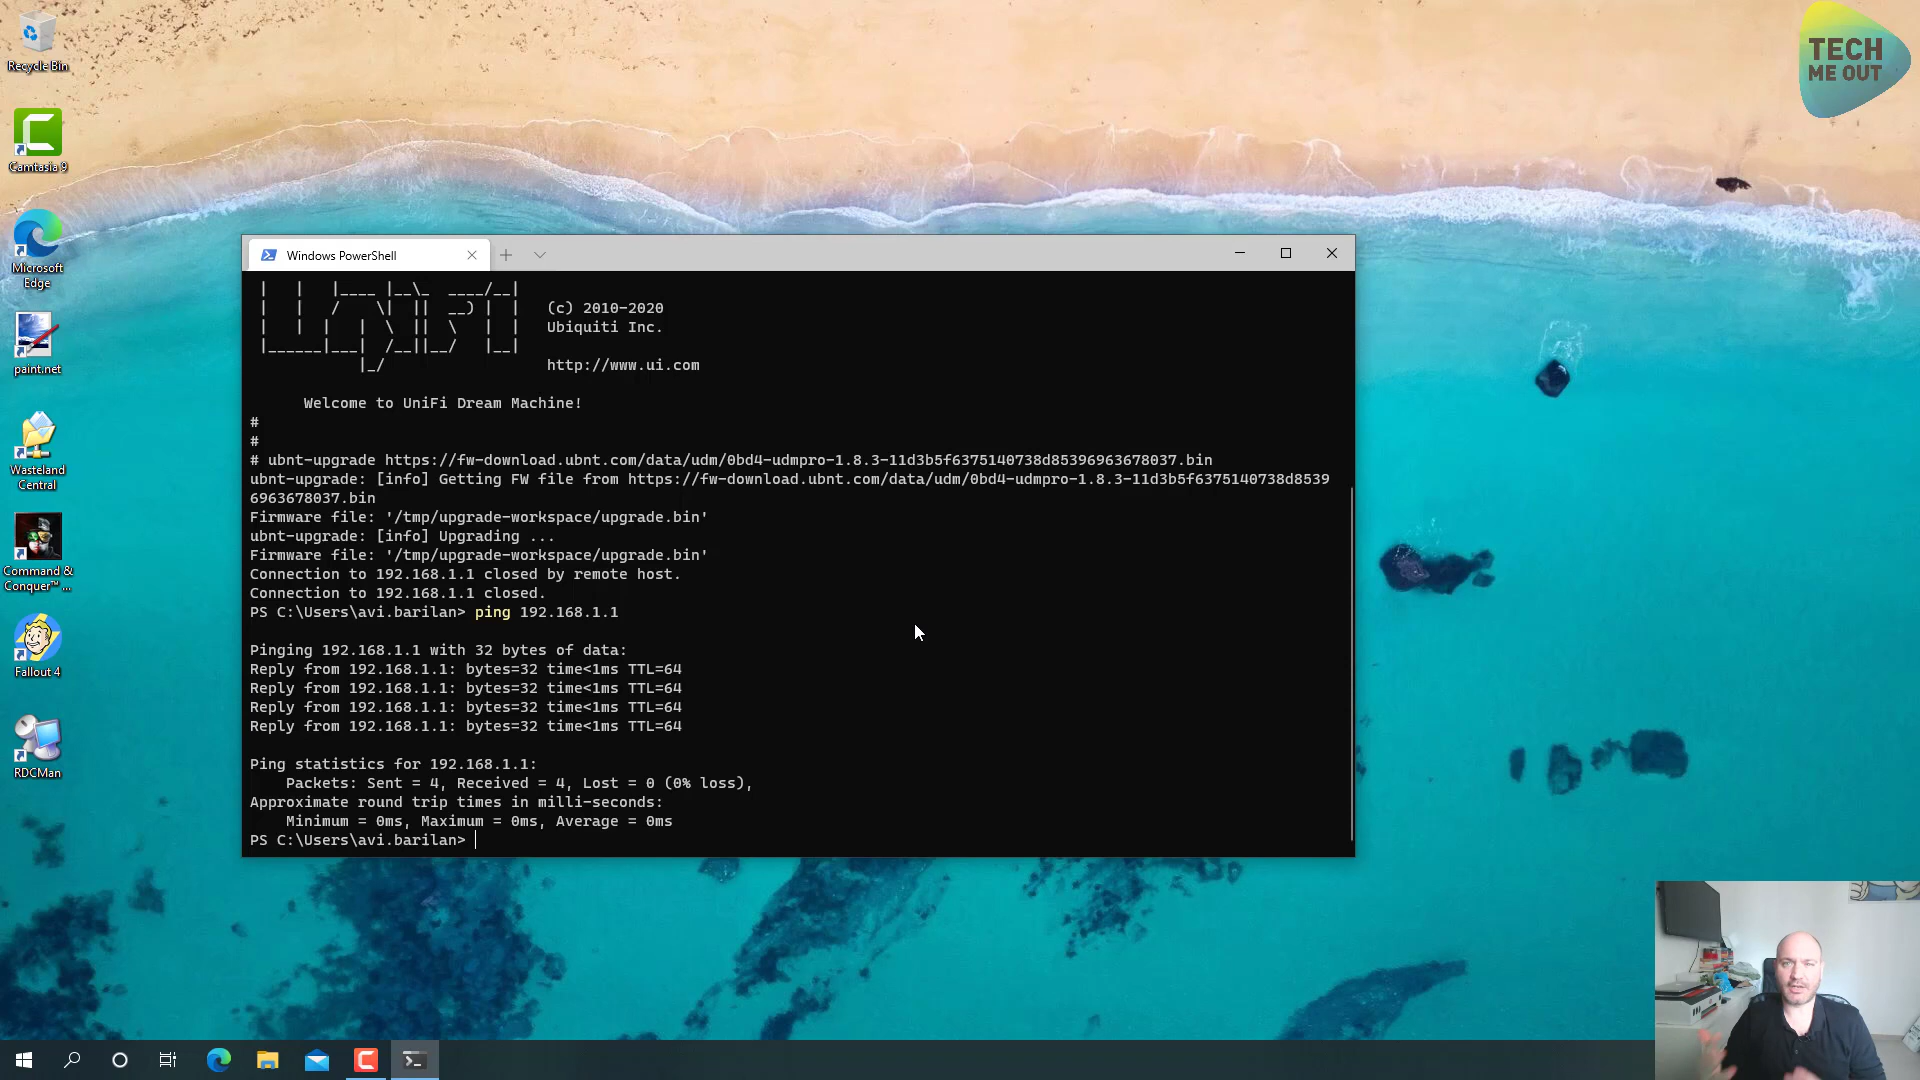 Recycle Bin
Camtasia 9
Microsoft
Edge
paint.net
Wasteland
Central
Command &
Conquer™ ...
Fallout 4
RDCMan
TECH
ME OUT
Windows PowerShell
(c) 2010-2020
Ubiquiti Inc.
http://www.ui.com
Welcome to UniFi Dream Machine!
#
#
# ubnt-upgrade https://fw-download.ubnt.com/data/udm/0bd4-udmpro-1.8.3-11d3b5f6375140738d85396963678037.bin
ubnt-upgrade: [info] Getting FW file from https://fw-download.ubnt.com/data/udm/0bd4-udmpro-1.8.3-11d3b5f6375140738d8539
6963678037.bin
Firmware file: '/tmp/upgrade-workspace/upgrade.bin'
ubnt-upgrade: [info] Upgrading ...
Firmware file: '/tmp/upgrade-workspace/upgrade.bin'
Connection to 192.168.1.1 closed by remote host.
Connection to 192.168.1.1 closed.
PS C:\Users\avi.barilan> ping 192.168.1.1
Pinging 192.168.1.1 with 32 bytes of data:
Reply from 192.168.1.1: bytes=32 time<1ms TTL=64
Reply from 192.168.1.1: bytes=32 time<1ms TTL=64
Reply from 192.168.1.1: bytes=32 time<1ms TTL=64
Reply from 192.168.1.1: bytes=32 time<1ms TTL=64
Ping statistics for 192.168.1.1:
Packets: Sent = 4, Received = 4, Lost = 0 (0% loss),
Approximate round trip times in milli-seconds:
Minimum = 0ms, Maximum = 0ms, Average = 0ms
PS C:\Users\avi.barilan>